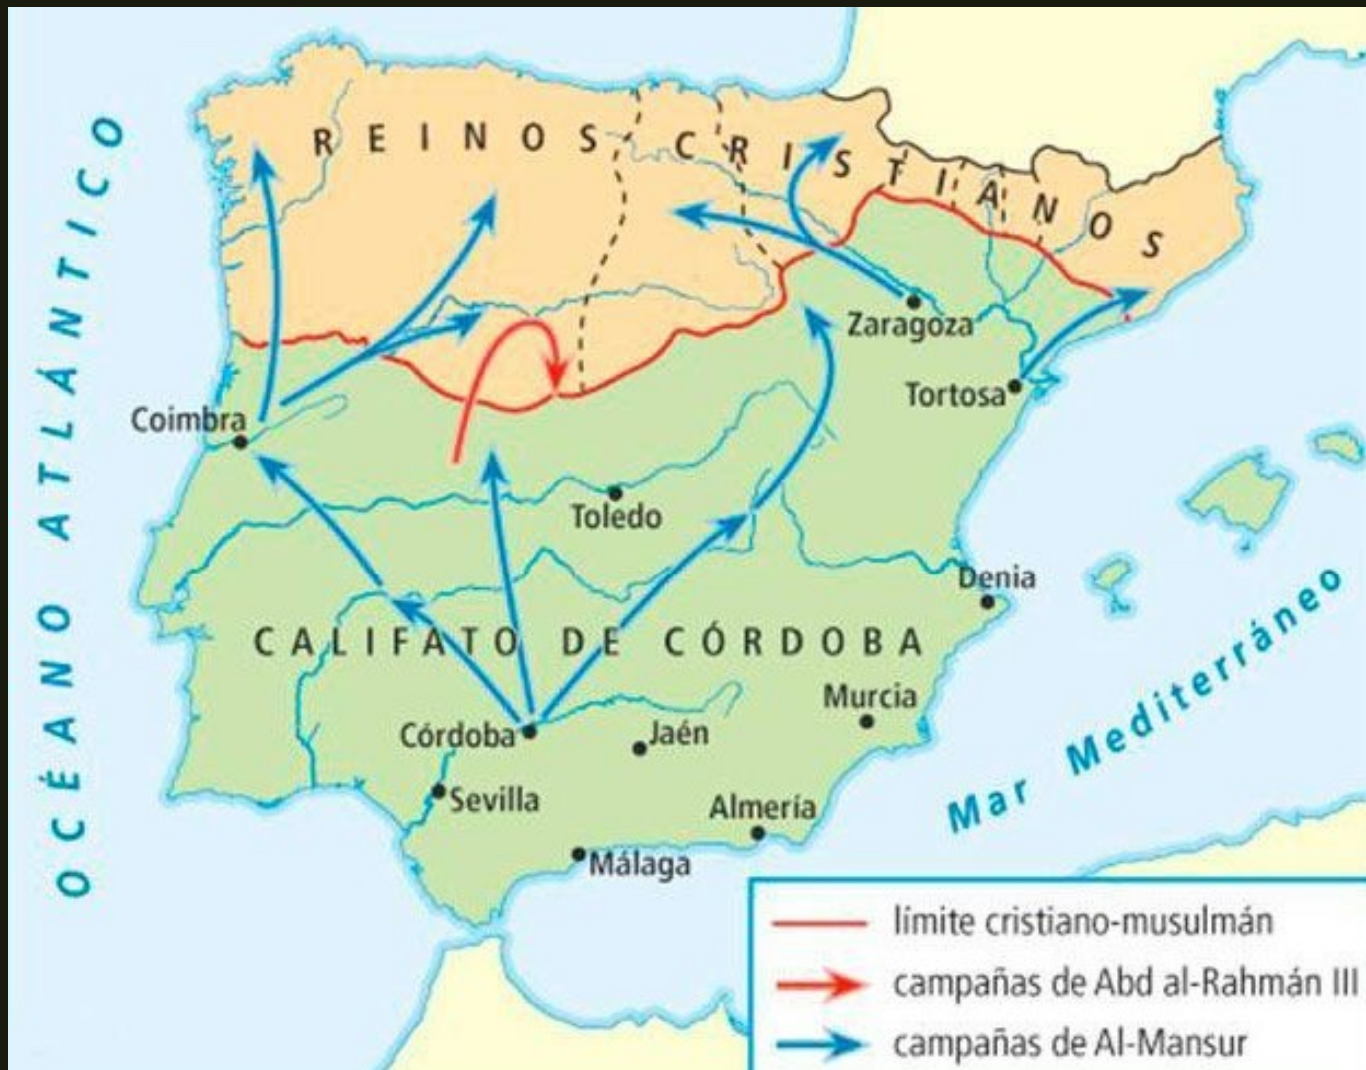 OCÉANO ATLÁNTICO
REINOS CRISTIANOS
Zaragoza
Tortosa
Coimbra
Toledo
Denia
CALIFATO DE CÓRDOBA
Murcia
Córdoba
Jaén
Sevilla
Almería
Málaga
Mar Mediterráneo
límite cristiano-musulmán
campañas de Abd al-Rahmán III
campañas de Al-Mansur